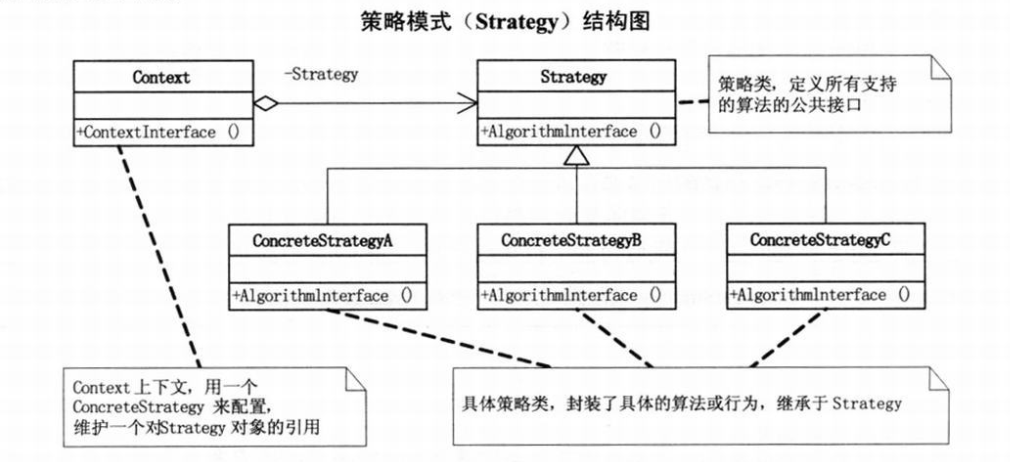 策略模式（Strategy）结构图
Context
-Strategy
Strategy
+ContextInterface ()
+Algorithmlnterface ()
策略类，定义所有支持
的算法的公共接口
ConcreteStrategyA
ConcreteStrategyB
ConcreteStrategyC
+Algorithmlnterface ()
+Algorithmlnterface ()
+Algorithmlnterface ()
Context 上下文，用一个
ConcreteStrategy 来配置，
维护一个对Strategy 对象的引用
具体策略类，封装了具体的算法或行为，继承于 Strategy